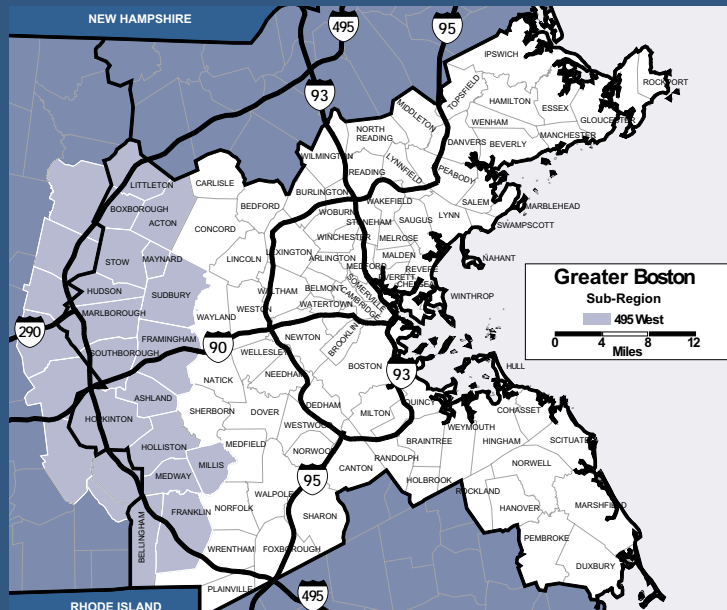 NEW HAMPSHIRE
495
95
93
IPSWICH
TOPSFIELD
ROCKPORT
HAMILTON
ESSEX
MIDDLETON
GLOUCESTER
WENHAM
NORTH
READING
MANCHESTER
DANVERS
BEVERLY
WILMINGTON
LYNNFIELD
READING
PEABODY
LITTLETON
CARLISLE
BURLINGTON
BEDFORD
WAKEFIELD
SALEM
BOXBOROUGH
WOBURN
MARBLEHEAD
ACTON
STONEHAM
SAUGUS
LYNN
SWAMPSCOTT
CONCORD
WINCHESTER
MELROSE
LEXINGTON
ARLINGTON
MALDEN
NAHANT
STOW
MAYNARD
LINCOLN
MEDFORD
REVERE
EVERETT
CHELSEA
HUDSON
SUDBURY
WALTHAM
BELMONT
SOMERVILLE
CAMBRIDGE
WINTHROP
MARLBOROUGH
WAYLAND
WESTON
WATERTOWN
290
FRAMINGHAM
90
NEWTON
BROOKLIN
SOUTHBOROUGH
WELLESLEY
BOSTON
93
HULL
NATICK
NEEDHAM
ASHLAND
SHERBORN
DOVER
DEDHAM
MILTON
QUINCY
COHASSET
HOPKINTON
WESTWOOD
WEYMOUTH
HINGHAM
SCITUATE
HOLLISTON
MEDFIELD
NORWOOD
BRAINTREE
MILLIS
RANDOLPH
NORWELL
MEDWAY
CANTON
95
HOLBROOK
WALPOLE
ROCKLAND
FRANKLIN
NORFOLK
SHARON
HANOVER
MARSHFIELD
BELLINGHAM
PEMBROKE
WRENTHAM
FOXBOROUGH
DUXBURY
PLAINVILLE
495
RHODE ISLAND
Greater Boston
Sub-Region
495 West
0 4 8 12
Miles